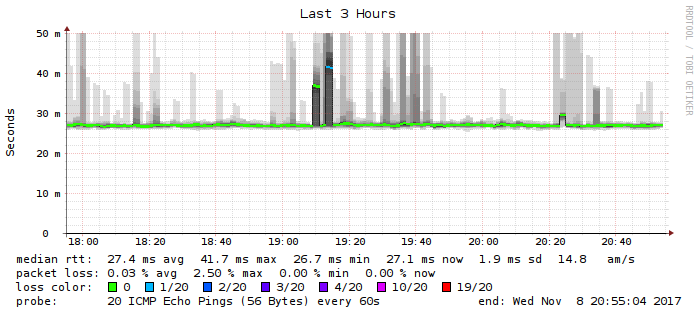 Last 3 Hours
RRDTOOL / TOBI OETIKER
Seconds
50 m
40 m
30 m
20 m
10 m
0
18:00 18:20 18:40 19:00 19:20 19:40 20:00 20:20 20:40
median rtt: 27.4 ms avg 41.7 ms max 26.7 ms min 27.1 ms now 1.9 ms sd 14.8 am/s
packet loss: 0.03 % avg 2.50 % max 0.00 % min 0.00 % now
loss color: 0 1/20 2/20 3/20 4/20 10/20 19/20
probe: 20 ICMP Echo Pings (56 Bytes) every 60s end: Wed Nov 8 20:55:04 2017